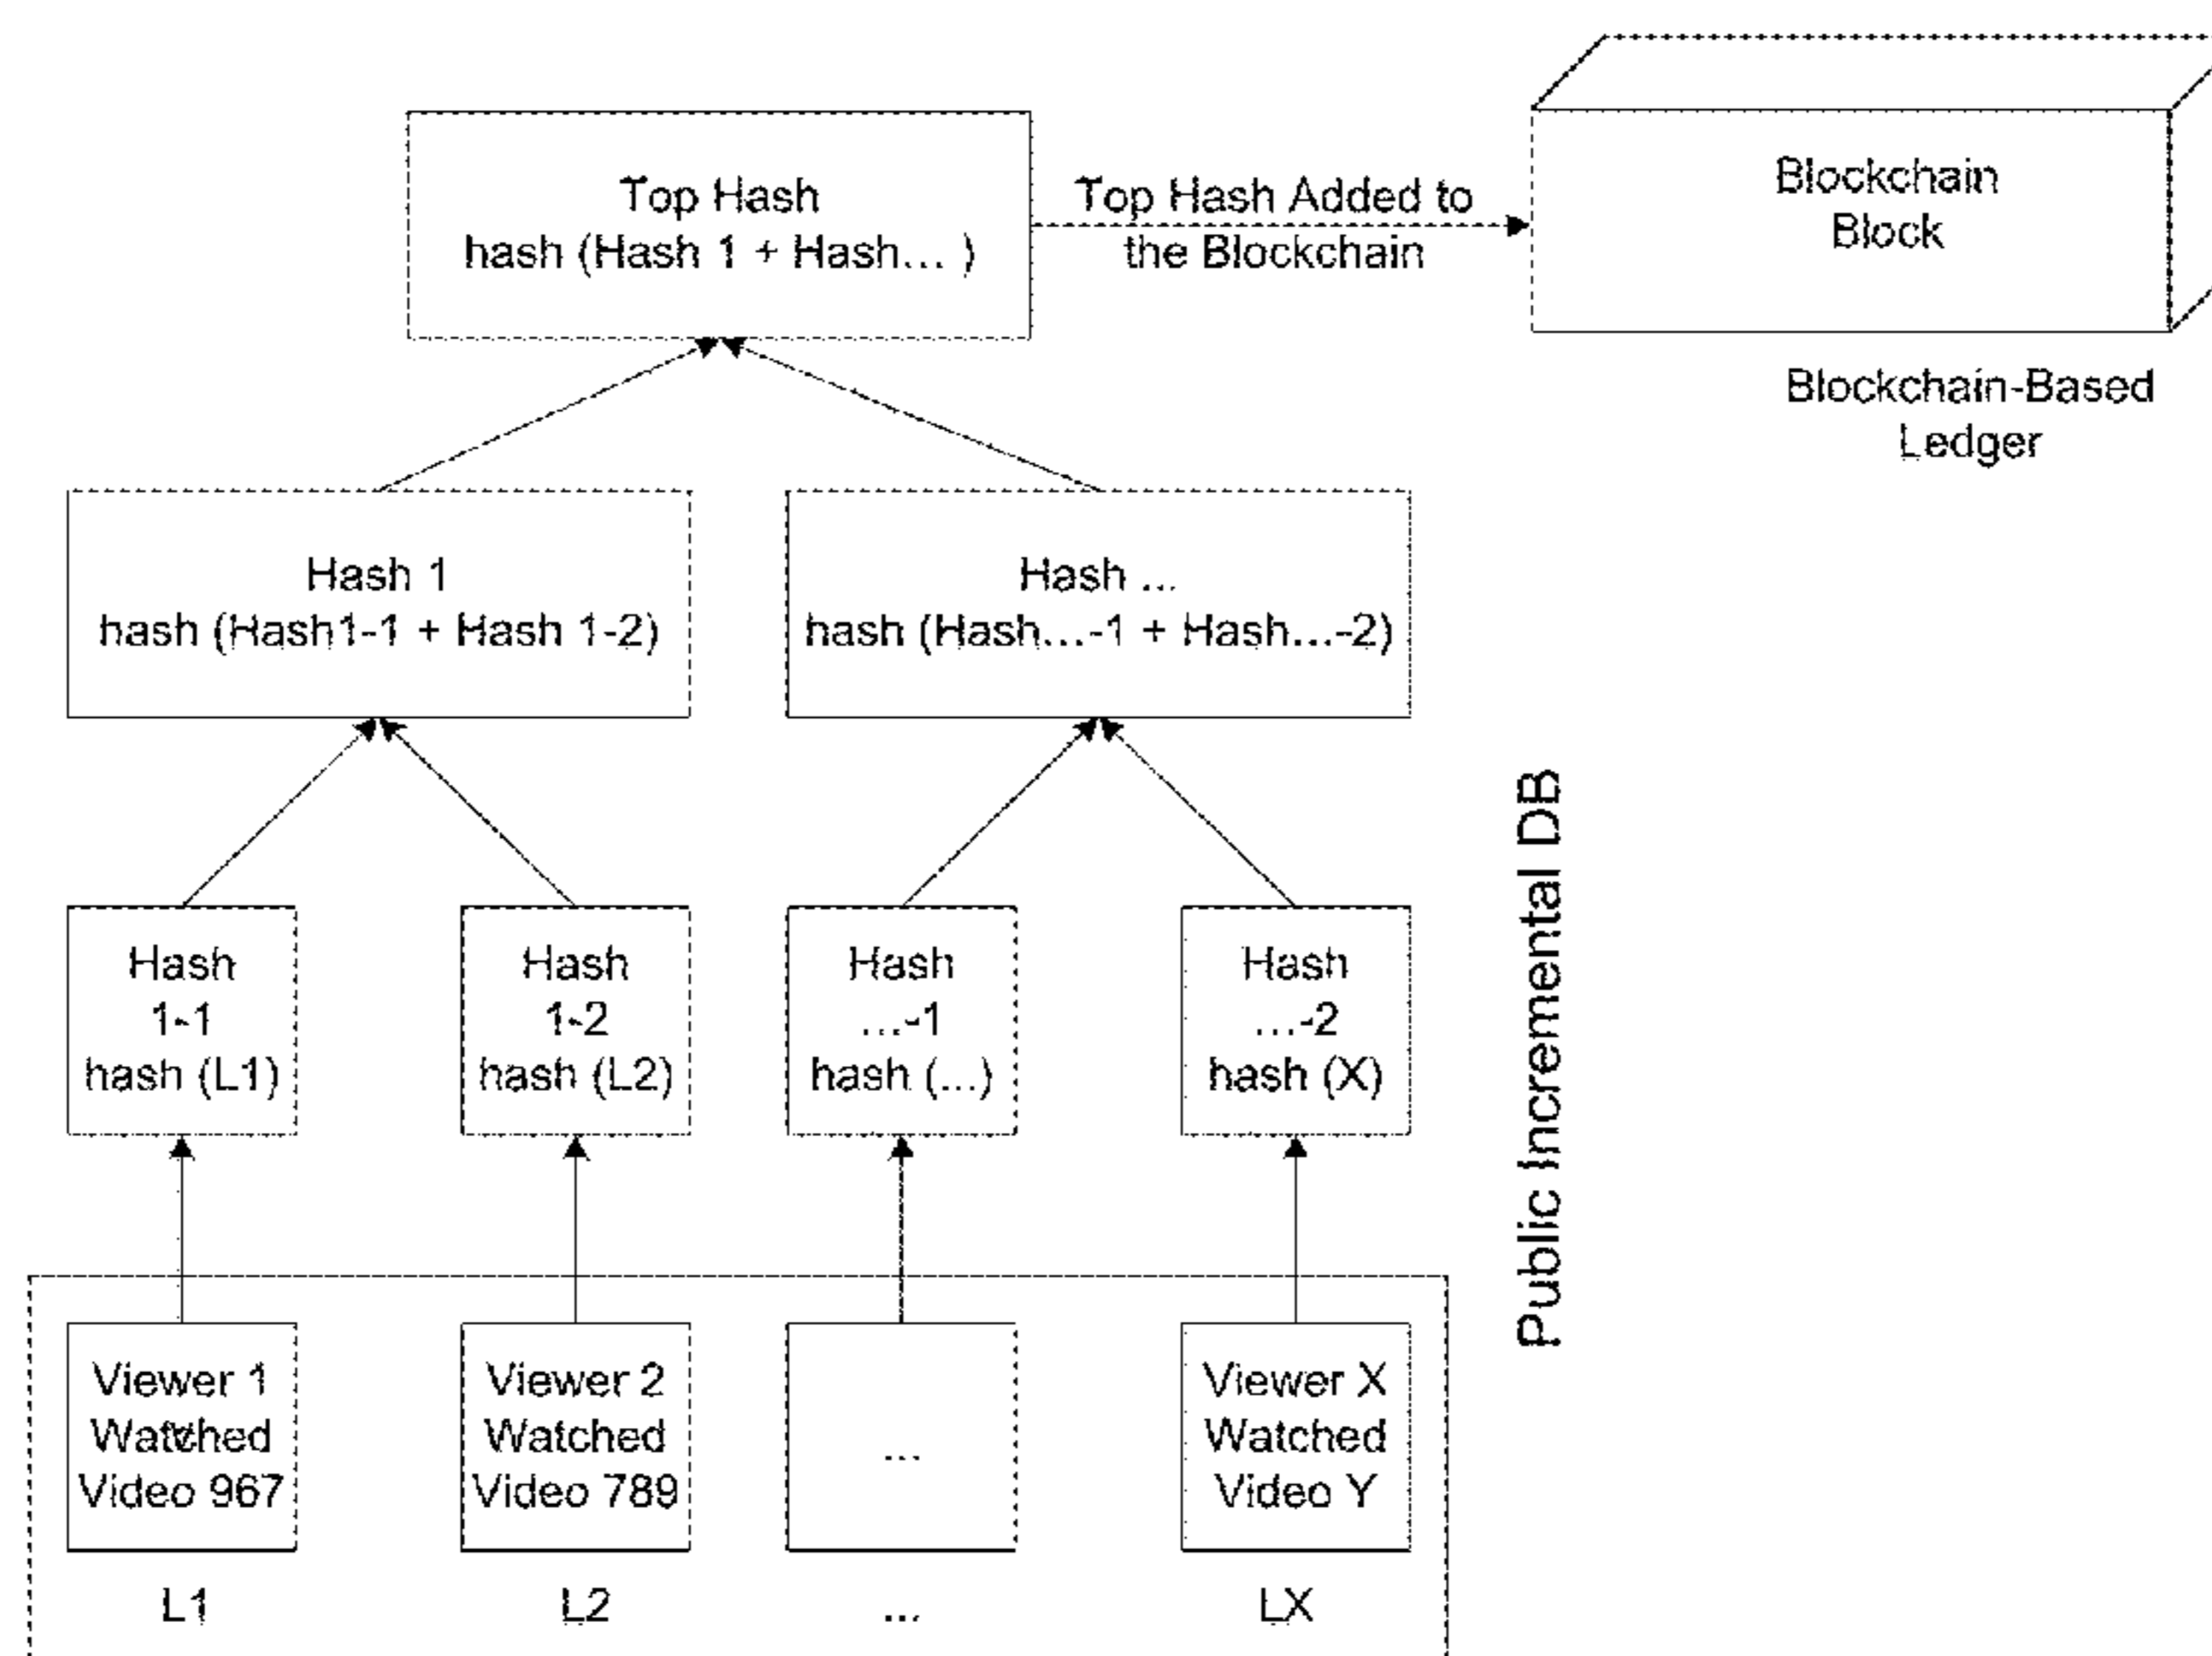 Top Hash
hash (Hash 1 + Hash... )
Top Hash Added to
the Blockchain
Blockchain
Block
Blockchain-Based
Ledger
Hash 1
hash (Hash1-1 + Hash 1-2)
Hash ...
hash (Hash...-1 + Hash...-2)
Hash
1-1
hash (L1)
Hash
1-2
hash (L2)
Hash
...-1
hash (...)
Hash
...-2
hash (X)
Public Incremental DB
Viewer 1
Watched
Video 967
Viewer 2
Watched
Video 789
...
Viewer X
Watched
Video Y
L1
L2
...
LX